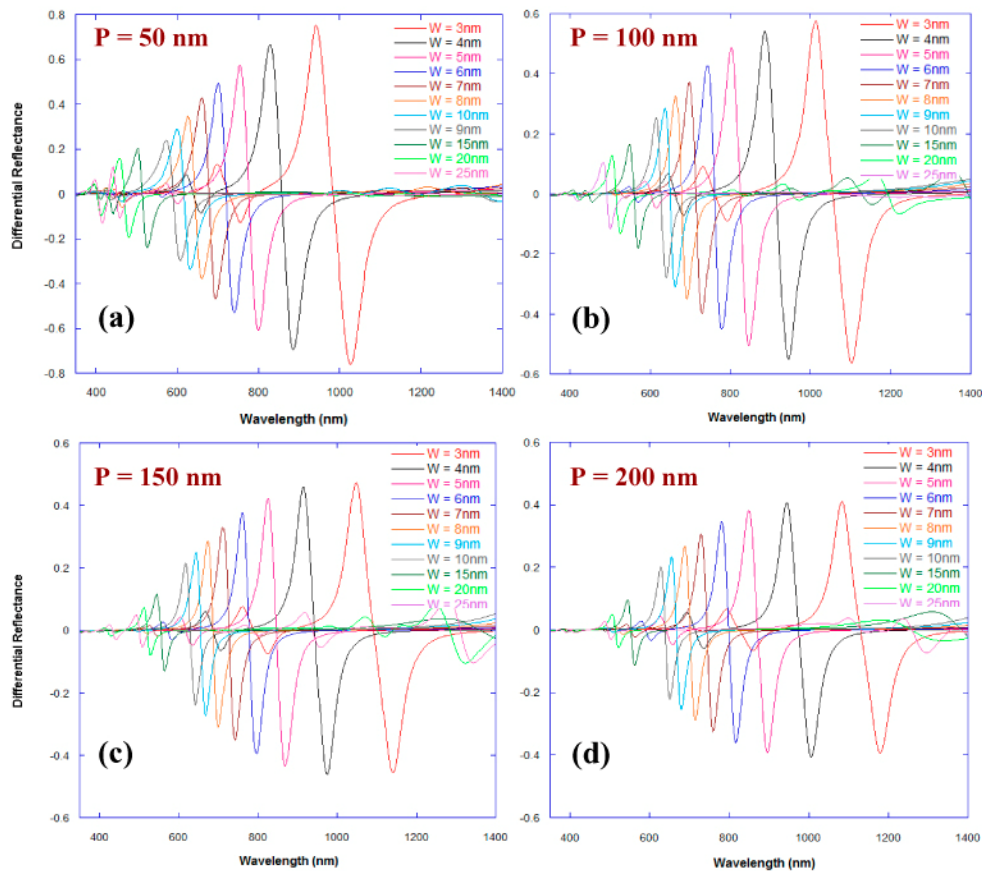 P = 50 nm
W = 3nm
W = 4nm
W = 5nm
W = 6nm
W = 7nm
W = 8nm
W = 10nm
W = 9nm
W = 15nm
W = 20nm
W = 25nm
0.8
0.6
0.4
0.2
0
-0.2
-0.4
-0.6
-0.8
Differential Reflectance
(a)
400 600 800 1000 1200 1400
Wavelength (nm)
P = 100 nm
W = 3nm
W = 4nm
W = 5nm
W = 6nm
W = 7nm
W = 8nm
W = 9nm
W = 10nm
W = 15nm
W = 20nm
W = 25nm
0.6
0.4
0.2
0
-0.2
-0.4
-0.6
(b)
400 600 800 1000 1200 1400
Wavelength (nm)
P = 150 nm
W = 3nm
W = 4nm
W = 5nm
W = 6nm
W = 7nm
W = 8nm
W = 9nm
W = 10nm
W = 15nm
W = 20nm
W = 25nm
0.6
0.4
0.2
0
-0.2
-0.4
-0.6
Differential Reflectance
(c)
400 600 800 1000 1200 1400
Wavelength (nm)
P = 200 nm
W = 3nm
W = 4nm
W = 5nm
W = 6nm
W = 7nm
W = 8nm
W = 9nm
W = 10nm
W = 15nm
W = 20nm
W = 25nm
0.6
0.4
0.2
0
-0.2
-0.4
-0.6
(d)
400 600 800 1000 1200 1400
Wavelength (nm)